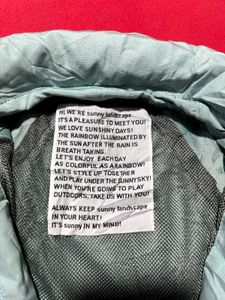 HI, WE'RE sunny landscape.
IT'S A PLEASURE TO MEET YOU!
WE LOVE SUNSHINY DAYS!
THE RAINBOW ILLUMINATED BY
THE SUN AFTER THE RAIN IS
BREATH TAKING.
LET'S ENJOY EACHDAY
AS COLORFUL AS ARAINBOW!
LET'S STYLE UP TOGETHER
AND PLAY UNDER THE SUNNY SKY!
WHEN YOU'RE GOING TO PLAY
OUTDOORS, TAKE US WITH YOU!
ALWAYS KEEP sunny landscape
IN YOUR HEART!
IT'S sunny IN MY MIND!